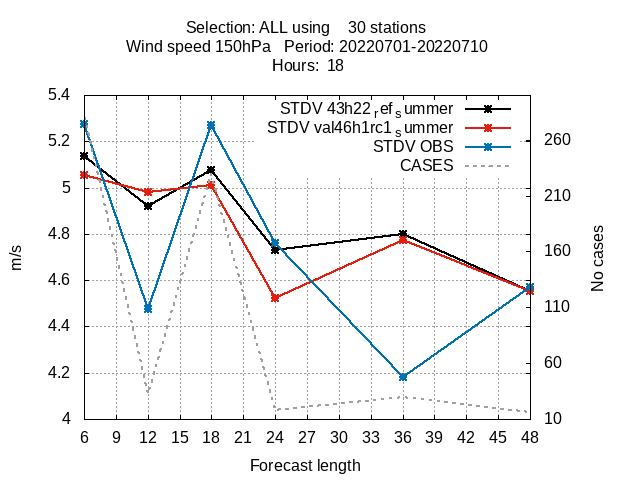 Selection: ALL using 30 stations
Wind speed 150hPa Period: 20220701-20220710
Hours: 18
STDV 43h22_ref_summer
STDV val46h1rc1_summer
STDV OBS
CASES
5.4
5.2
5
4.8
4.6
4.4
4.2
4
m/s
260
210
160
110
60
10
No cases
6 9 12 15 18 21 24 27 30 33 36 39 42 45 48
Forecast length